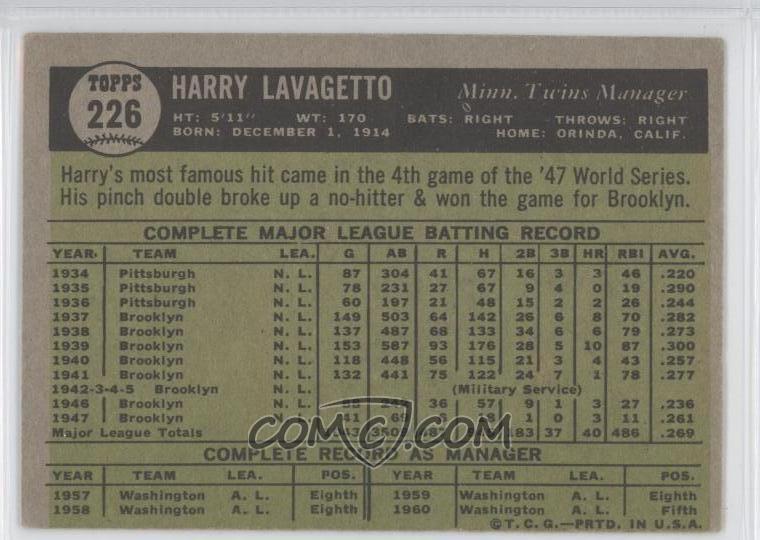 TOPPS
226
HARRY LAVAGETTO Minn. Twins Manager
HT: 5'11" WT: 170 BATS: RIGHT THROWS: RIGHT
BORN: DECEMBER 1, 1914 HOME: ORINDA, CALIF.
Harry's most famous hit came in the 4th game of the '47 World Series.
His pinch double broke up a no-hitter & won the game for Brooklyn.
COMPLETE MAJOR LEAGUE BATTING RECORD
YEAR TEAM LEA. G AB R H 2B 3B HR RBI AVG.
1934 Pittsburgh N. L. 87 304 41 67 16 3 3 46 .220
1935 Pittsburgh N. L. 78 231 27 67 9 4 0 19 .290
1936 Pittsburgh N. L. 60 197 21 48 15 2 2 26 .244
1937 Brooklyn N. L. 149 503 64 142 26 6 8 70 .282
1938 Brooklyn N. L. 137 487 68 133 34 6 6 79 .273
1939 Brooklyn N. L. 153 587 93 176 28 5 10 87 .300
1940 Brooklyn N. L. 118 448 56 115 21 3 4 43 .257
1941 Brooklyn N. L. 132 441 75 122 24 7 1 78 .277
1942-3-4-5 Brooklyn N. L. (Military Service)
1946 Brooklyn N. L. 36 57 9 1 3 27 .236
1947 Brooklyn N. L. 41 69 1 0 3 11 .261
Major League Totals 183 37 40 486 .269
COMC.COM
COMPLETE RECORD AS MANAGER
YEAR TEAM LEA. POS. YEAR TEAM LEA. POS.
1957 Washington A. L. Eighth 1959 Washington A. L. Eighth
1958 Washington A. L. Eighth 1960 Washington A. L. Fifth
©T.C.G.—PRTD. IN U.S.A.